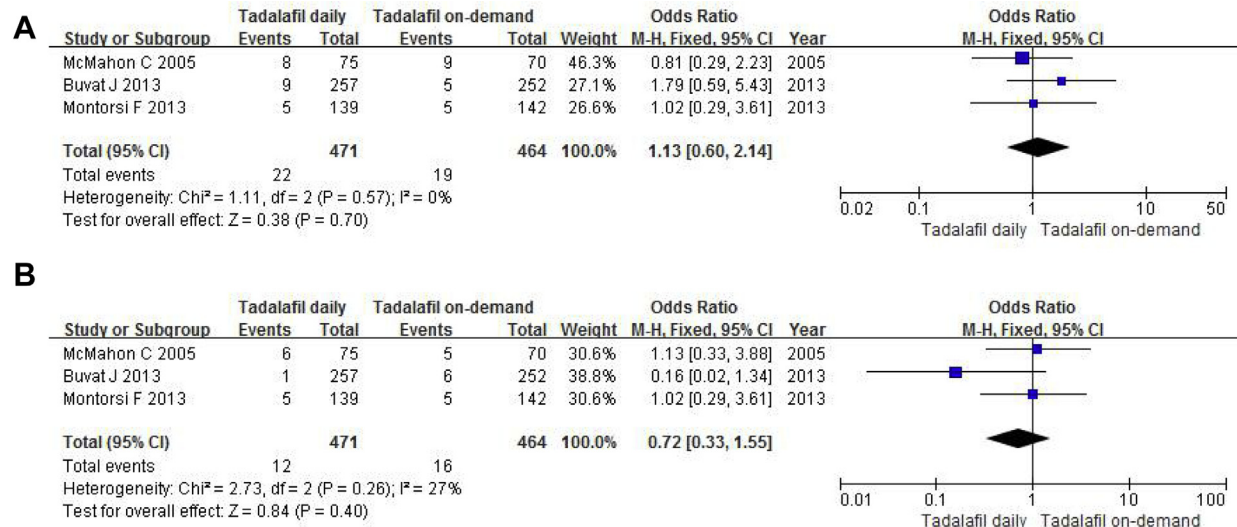 A
Tadalafil daily Tadalafil on-demand Odds Ratio Odds Ratio
Study or Subgroup Events Total Events Total Weight M-H, Fixed, 95% CI Year M-H, Fixed, 95% CI
McMahon C 2005 8 75 9 70 46.3% 0.81 [0.29, 2.23] 2005
Buvat J 2013 9 257 5 252 27.1% 1.79 [0.59, 5.43] 2013
Montorsi F 2013 5 139 5 142 26.6% 1.02 [0.29, 3.61] 2013
Total (95% CI) 471 464 100.0% 1.13 [0.60, 2.14]
Total events 22 19
Heterogeneity: Chi² = 1.11, df = 2 (P = 0.57); I² = 0%
Test for overall effect: Z = 0.38 (P = 0.70)
0.02 0.1 1 10 50
Tadalafil daily Tadalafil on-demand
B
Tadalafil daily Tadalafil on-demand Odds Ratio Odds Ratio
Study or Subgroup Events Total Events Total Weight M-H, Fixed, 95% CI Year M-H, Fixed, 95% CI
McMahon C 2005 6 75 5 70 30.6% 1.13 [0.33, 3.88] 2005
Buvat J 2013 1 257 6 252 38.8% 0.16 [0.02, 1.34] 2013
Montorsi F 2013 5 139 5 142 30.6% 1.02 [0.29, 3.61] 2013
Total (95% CI) 471 464 100.0% 0.72 [0.33, 1.55]
Total events 12 16
Heterogeneity: Chi² = 2.73, df = 2 (P = 0.26); I² = 27%
Test for overall effect: Z = 0.84 (P = 0.40)
0.01 0.1 1 10 100
Tadalafil daily Tadalafil on-demand